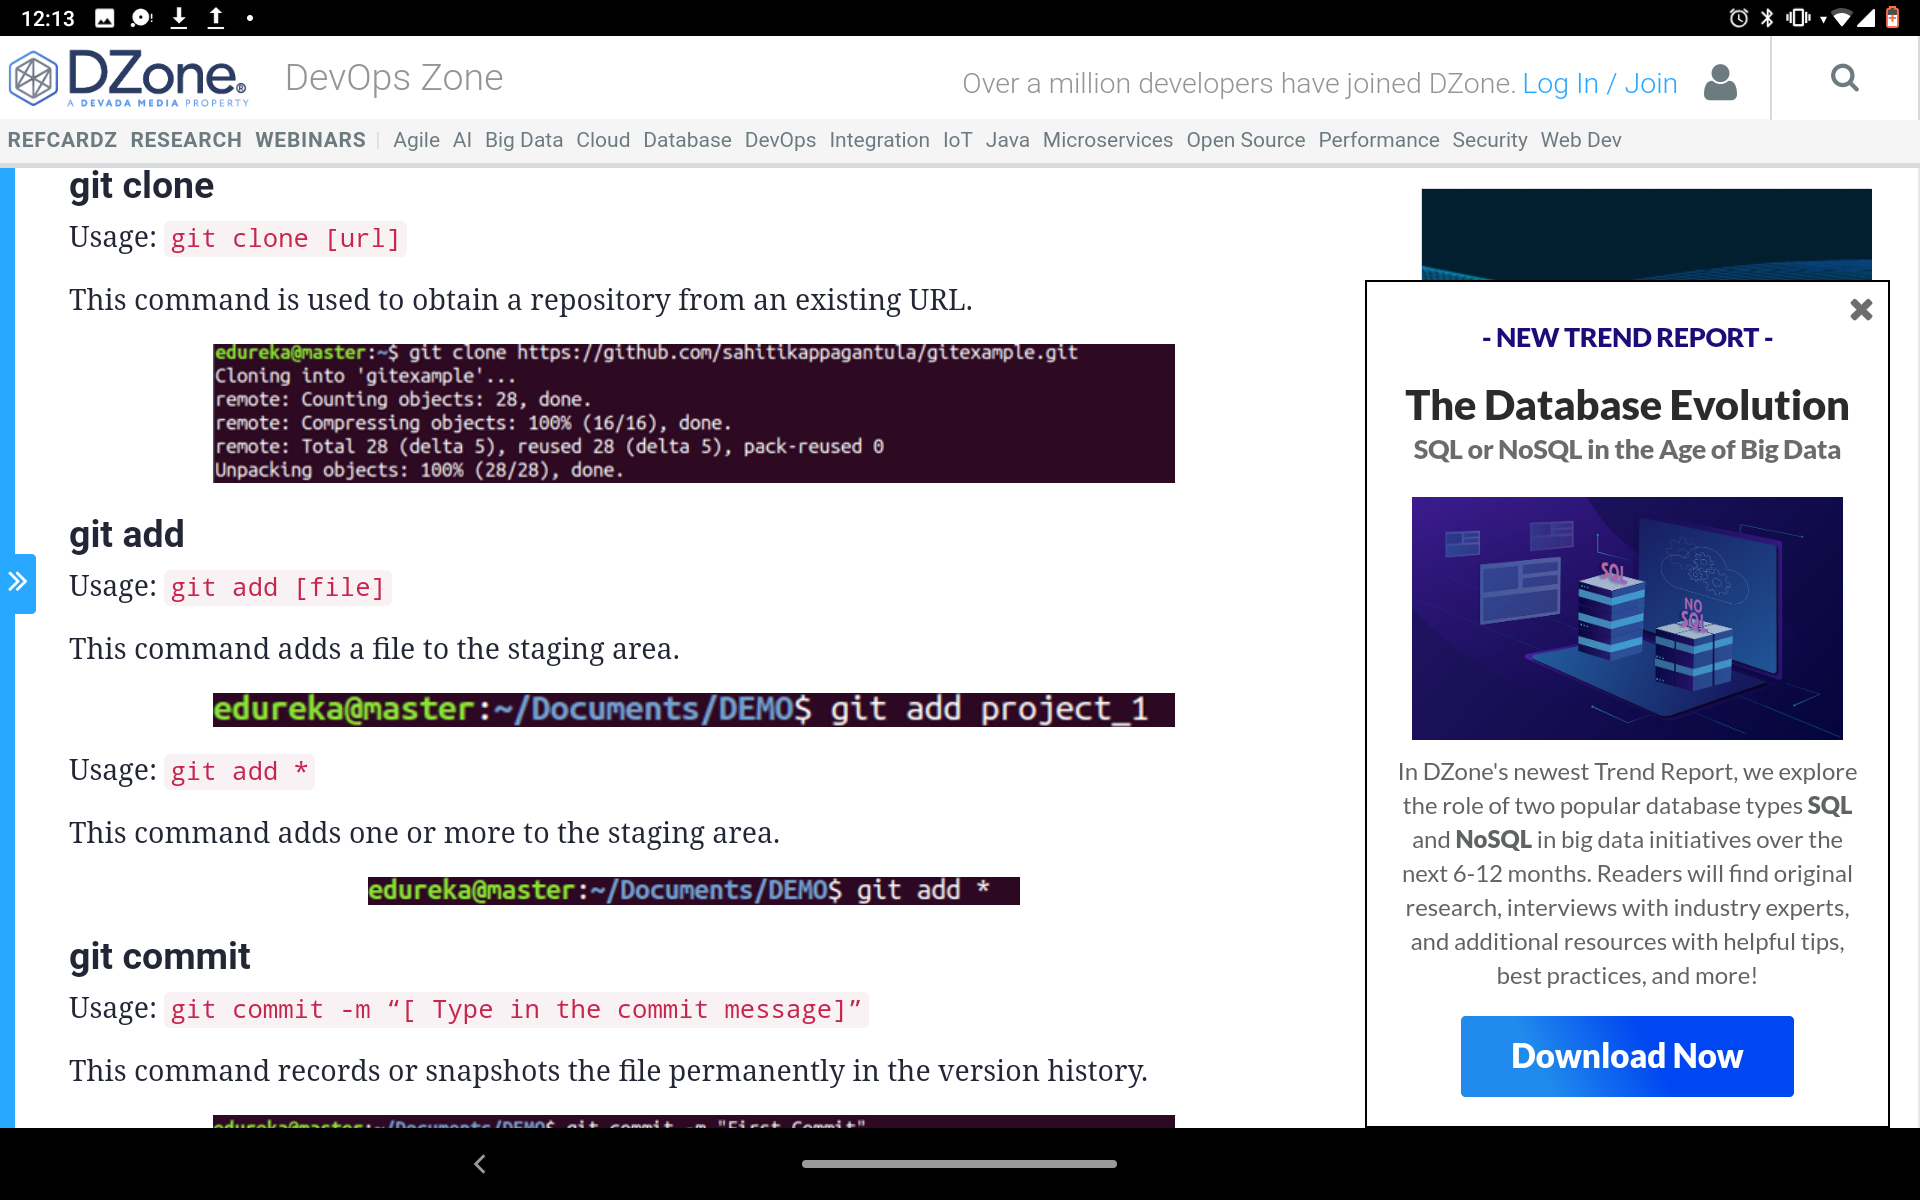 12:13
DZone®
A DEVADA MEDIA PROPERTY
DevOps Zone
Over a million developers have joined DZone. Log In / Join
REFCARDZ RESEARCH WEBINARS Agile AI Big Data Cloud Database DevOps Integration IoT Java Microservices Open Source Performance Security Web Dev
git clone
Usage: git clone [url]
This command is used to obtain a repository from an existing URL.
edureka@master:~$ git clone https://github.com/sahitikappagantula/gitexample.git
Cloning into 'gitexample'...
remote: Counting objects: 28, done.
remote: Compressing objects: 100% (16/16), done.
remote: Total 28 (delta 5), reused 28 (delta 5), pack-reused 0
Unpacking objects: 100% (28/28), done.
git add
Usage: git add [file]
This command adds a file to the staging area.
edureka@master:~/Documents/DEMO$ git add project_1
Usage: git add *
This command adds one or more to the staging area.
edureka@master:~/Documents/DEMO$ git add *
git commit
Usage: git commit -m “[ Type in the commit message]”
This command records or snapshots the file permanently in the version history.
edureka@master:~/Documents/DEMO$ git commit -m "First Commit"
- NEW TREND REPORT -
The Database Evolution
SQL or NoSQL in the Age of Big Data
SQL
NO
SQL
In DZone's newest Trend Report, we explore
the role of two popular database types SQL
and NoSQL in big data initiatives over the
next 6-12 months. Readers will find original
research, interviews with industry experts,
and additional resources with helpful tips,
best practices, and more!
Download Now